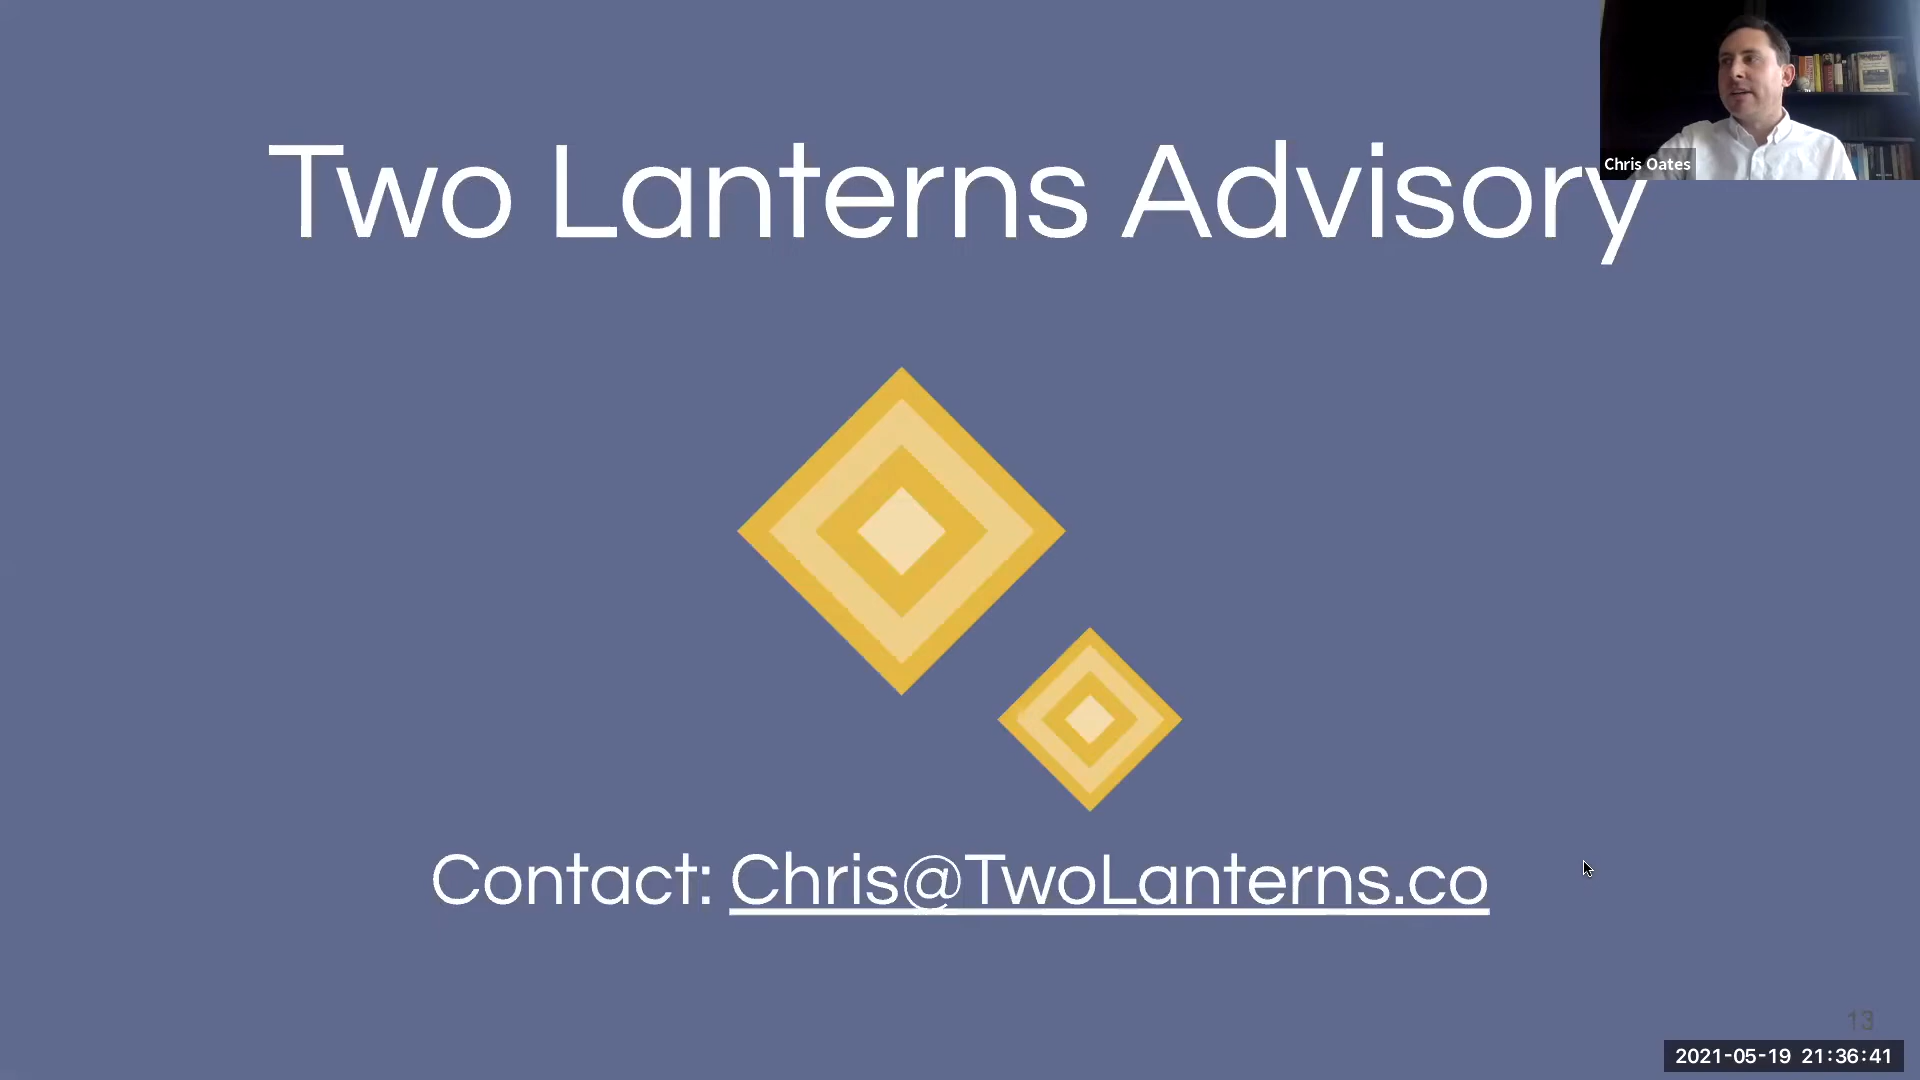 Two Lanterns Advisory
Chris Oates
Contact: Chris@TwoLanterns.co
13
2021-05-19 21:36:41